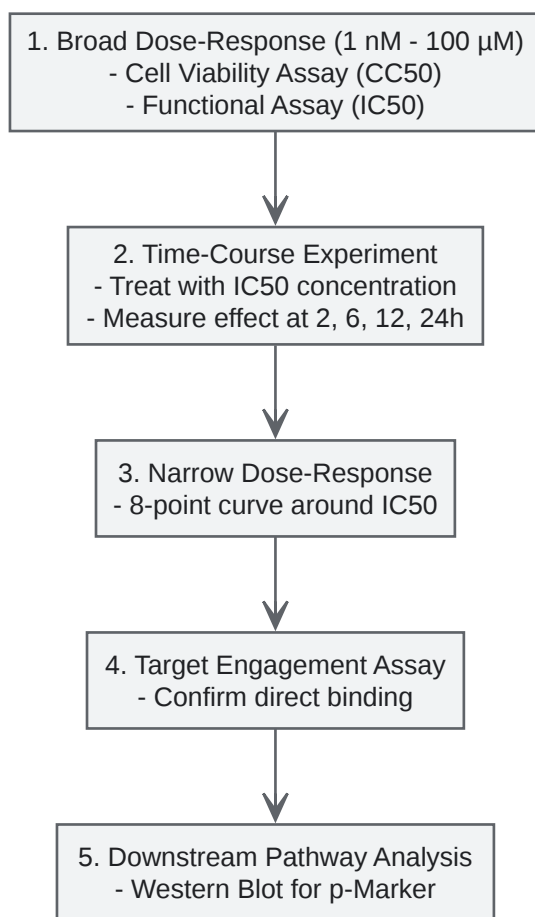 1. Broad Dose-Response (1 nM - 100 µM)
- Cell Viability Assay (CC50)
- Functional Assay (IC50)
2. Time-Course Experiment
- Treat with IC50 concentration
- Measure effect at 2, 6, 12, 24h
3. Narrow Dose-Response
- 8-point curve around IC50
4. Target Engagement Assay
- Confirm direct binding
5. Downstream Pathway Analysis
- Western Blot for p-Marker